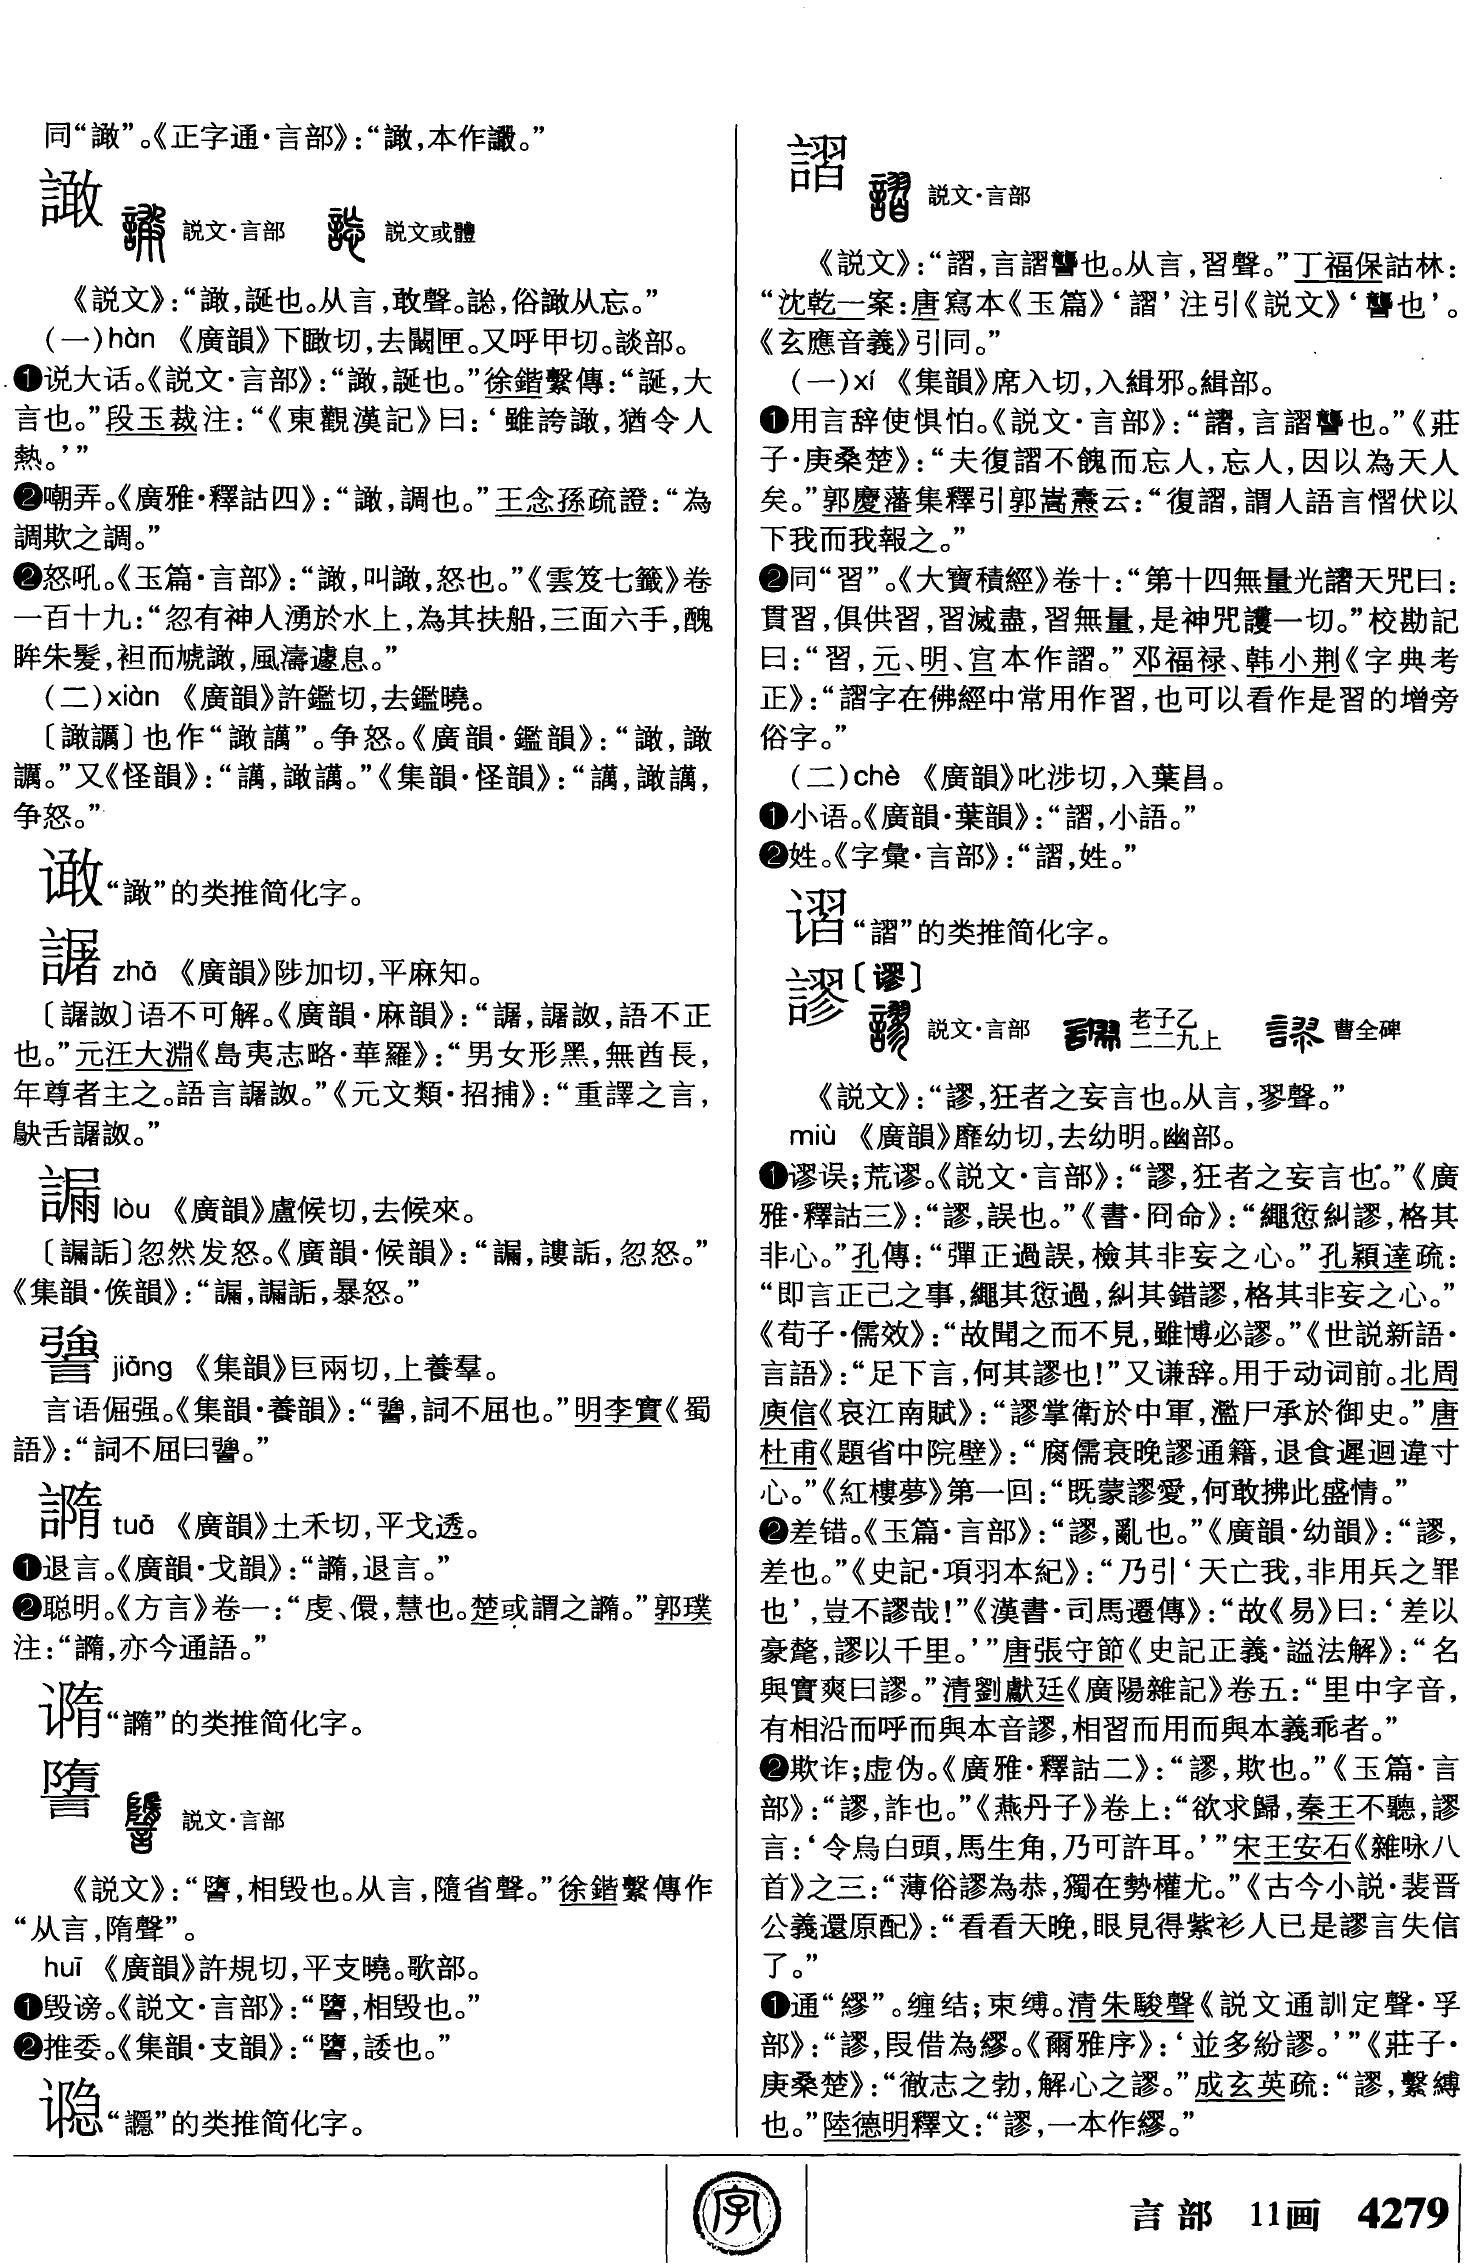 同“譀”。《正字通·言部》：“譀，本作𧬪。”
譀
説文·言部 説文或體
《説文》：“譀，誕也。从言，敢聲。𧧸，俗譀从忘。”
（一）hàn 《廣韻》下瞰切，去闞匣。又呼甲切。談部。
❶说大话。《説文·言部》：“譀，誕也。”徐鍇繫傳：“誕，大
言也。”段玉裁注：“《東觀漢記》曰：‘雖誇譀，猶令人
熱。’”
❷嘲弄。《廣雅·釋詁四》：“譀，調也。”王念孫疏證：“為
調欺之調。”
❷怒吼。《玉篇·言部》：“譀，叫譀，怒也。”《雲笈七籤》卷
一百十九：“忽有神人湧於水上，為其扶船，三面六手，醜
眸朱髮，袒而虓譀，風濤遽息。”
（二）xiàn 《廣韻》許鑑切，去鑑曉。
〔譀𧫥〕也作“譀講”。争怒。《廣韻·鑑韻》：“譀，譀
。”又《怪韻》：“，譀。”《集韻·怪韻》：“，譀，
争怒。”
“譀”的类推简化字。
䜅 zhā 《廣韻》陟加切，平麻知。
〔䜅〕语不可解。《廣韻·麻韻》：“䜅，䜅，語不正
也。”元汪大淵《島夷志略·華羅》：“男女形黑，無酋長，
年尊者主之。語言䜅。”《元文類·招捕》：“重譯之言，
鴃舌䜅。”
lòu 《廣韻》盧候切，去候來。
〔詬〕忽然发怒。《廣韻·候韻》：“，謱詬，忽怒。”
《集韻·𠋫韻》：“，詬，暴怒。”
jiāng 《集韻》巨兩切，上養羣。
言语倔强。《集韻·養韻》：“，詞不屈也。”明李實《蜀
語》：“詞不屈曰。”
tuō 《廣韻》土禾切，平戈透。
❶退言。《廣韻·戈韻》：“，退言。”
❷聪明。《方言》卷一：“虔、儇，慧也。楚或謂之。”郭璞
注：“，亦今通語。”
“”的类推简化字。
説文·言部
《説文》：“，相毁也。从言，隨省聲。”徐鍇繫傳作
“从言，隋聲”。
huī 《廣韻》許規切，平支曉。歌部。
❶毁谤。《説文·言部》：“，相毁也。”
❷推委。《集韻·支韻》：“，諉也。”
“”的类推简化字。
謵
説文·言部
《説文》：“謵，言謵讋也。从言，習聲。”丁福保詁林：
“沈乾一案：唐寫本《玉篇》‘謵’注引《説文》‘讋也’。
《玄應音義》引同。”
（一）xí 《集韻》席入切，入緝邪。緝部。
❶用言辞使惧怕。《説文·言部》：“謵，言謵讋也。”《莊
子·庚桑楚》：“夫復謵不餽而忘人，忘人，因以為天人
矣。”郭慶藩集釋引郭嵩燾云：“復謵，謂人語言慴伏以
下我而我報之。”
❷同“習”。《大寶積經》卷十：“第十四無量光諸天咒曰：
貫習，俱供習，習滅盡，習無量，是神咒護一切。”校勘記
曰：“習，元、明、宫本作謵。”邓福禄、韩小荆《字典考
正》：“謵字在佛經中常用作習，也可以看作是習的增旁
俗字。”
（二）chè 《廣韻》叱涉切，入葉昌。
❶小语。《廣韻·葉韻》：“謵，小語。”
❷姓。《字彙·言部》：“謵，姓。”
“謵”的类推简化字。
謬〔谬〕
説文·言部 老子乙二二九上 曹全碑
《説文》：“謬，狂者之妄言也。从言，翏聲。”
miù 《廣韻》靡幼切，去幼明。幽部。
❶谬误；荒谬。《説文·言部》：“謬，狂者之妄言也。”《廣
雅·釋詁三》：“謬，誤也。”《書·冏命》：“繩愆糾謬，格其
非心。”孔傳：“彈正過誤，檢其非妄之心。”孔穎達疏：
“即言正己之事，繩其愆過，糾其錯謬，格其非妄之心。”
《荀子·儒效》：“故聞之而不見，雖博必謬。”《世説新語·
言語》：“足下言，何其謬也！”又谦辞。用于动词前。北周
庾信《哀江南賦》：“謬掌衛於中軍，濫尸承於御史。”唐
杜甫《題省中院壁》：“腐儒衰晚謬通籍，退食遲迴違寸
心。”《紅樓夢》第一回：“既蒙謬愛，何敢拂此盛情。”
❷差错。《玉篇·言部》：“謬，亂也。”《廣韻·幼韻》：“謬，
差也。”《史記·項羽本紀》：“乃引‘天亡我，非用兵之罪
也’，豈不謬哉！”《漢書·司馬遷傳》：“故《易》曰：‘差以
豪氂，謬以千里。’”唐張守節《史記正義·謚法解》：“名
與實爽曰謬。”清劉獻廷《廣陽雜記》卷五：“里中字音，
有相沿而呼而與本音謬，相習而用而與本義乖者。”
❷欺诈；虚伪。《廣雅·釋詁二》：“謬，欺也。”《玉篇·言
部》：“謬，詐也。”《燕丹子》卷上：“欲求歸，秦王不聽，謬
言：‘令烏白頭，馬生角，乃可許耳。’”宋王安石《雜咏八
首》之三：“薄俗謬為恭，獨在勢權尤。”《古今小説·裴晋
公義還原配》：“看看天晚，眼見得紫衫人已是謬言失信
了。”
❶通“繆”。缠结；束缚。清朱駿聲《説文通訓定聲·孚
部》：“謬，叚借為繆。《爾雅序》：‘並多紛謬。’”《莊子·
庚桑楚》：“徹志之勃，解心之謬。”成玄英疏：“謬，繫縛
也。”陸德明釋文：“謬，一本作繆。”
字
言部 11画 4279